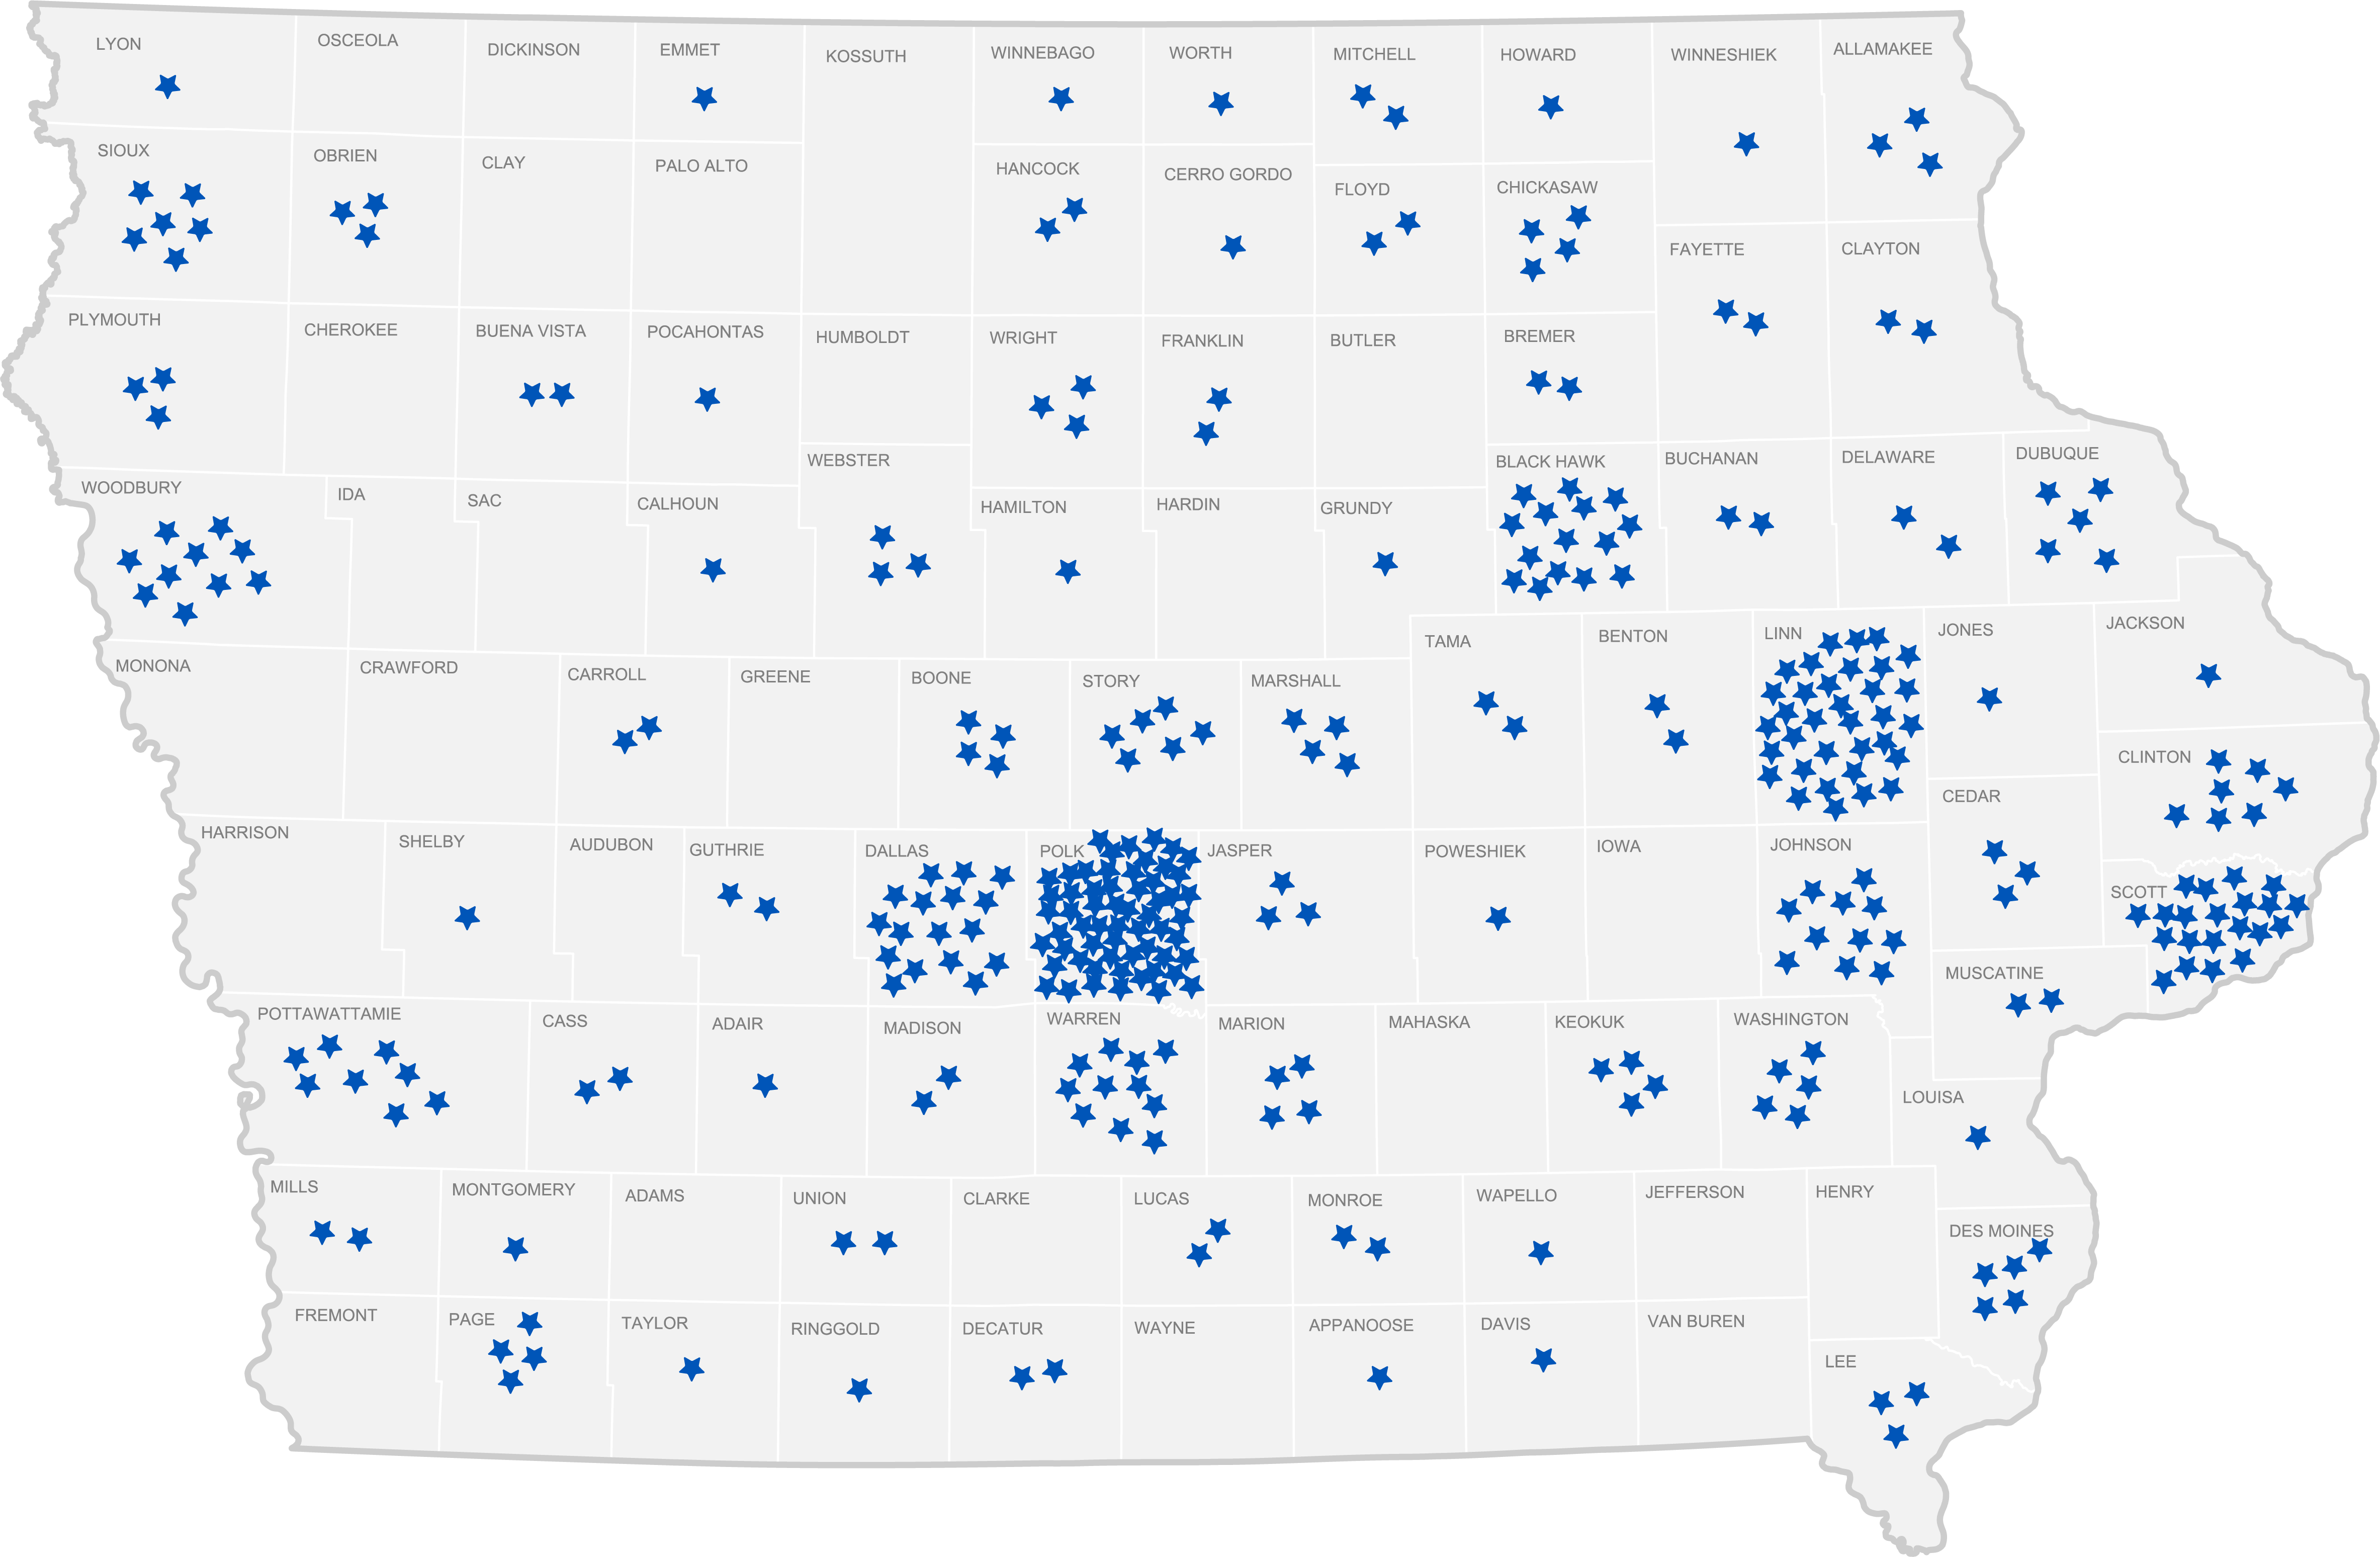 LYON
OSCEOLA
DICKINSON
EMMET
KOSSUTH
WINNEBAGO
WORTH
MITCHELL
HOWARD
WINNESHIEK
ALLAMAKEE
SIOUX
OBRIEN
CLAY
PALO ALTO
HANCOCK
CERRO GORDO
FLOYD
CHICKASAW
FAYETTE
CLAYTON
PLYMOUTH
CHEROKEE
BUENA VISTA
POCAHONTAS
HUMBOLDT
WRIGHT
FRANKLIN
BUTLER
BREMER
WEBSTER
BLACK HAWK
BUCHANAN
DELAWARE
DUBUQUE
WOODBURY
IDA
SAC
CALHOUN
HAMILTON
HARDIN
GRUNDY
TAMA
BENTON
LINN
JONES
JACKSON
MONONA
CRAWFORD
CARROLL
GREENE
BOONE
STORY
MARSHALL
CLINTON
CEDAR
HARRISON
SHELBY
AUDUBON
GUTHRIE
DALLAS
POLK
JASPER
POWESHIEK
IOWA
JOHNSON
SCOTT
MUSCATINE
POTTAWATTAMIE
CASS
ADAIR
MADISON
WARREN
MARION
MAHASKA
KEOKUK
WASHINGTON
LOUISA
MILLS
MONTGOMERY
ADAMS
UNION
CLARKE
LUCAS
MONROE
WAPELLO
JEFFERSON
HENRY
DES MOINES
FREMONT
PAGE
TAYLOR
RINGGOLD
DECATUR
WAYNE
APPANOOSE
DAVIS
VAN BUREN
LEE